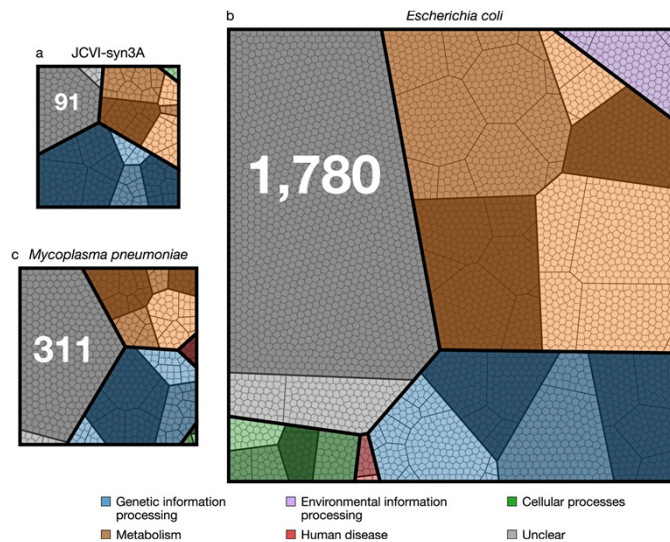 a JCVI-syn3A
91
b Escherichia coli
1,780
c Mycoplasma pneumoniae
311
Genetic information
processing
Metabolism
Environmental information
processing
Human disease
Cellular processes
Unclear